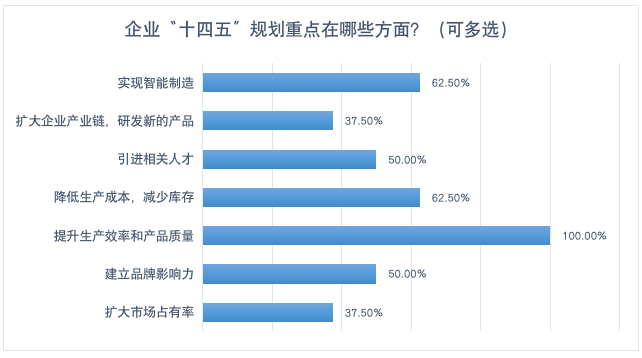 企业“十四五”规划重点在哪些方面？（可多选）
实现智能制造 62.50%
扩大企业产业链，研发新的产品 37.50%
引进相关人才 50.00%
降低生产成本，减少库存 62.50%
提升生产效率和产品质量 100.00%
建立品牌影响力 50.00%
扩大市场占有率 37.50%